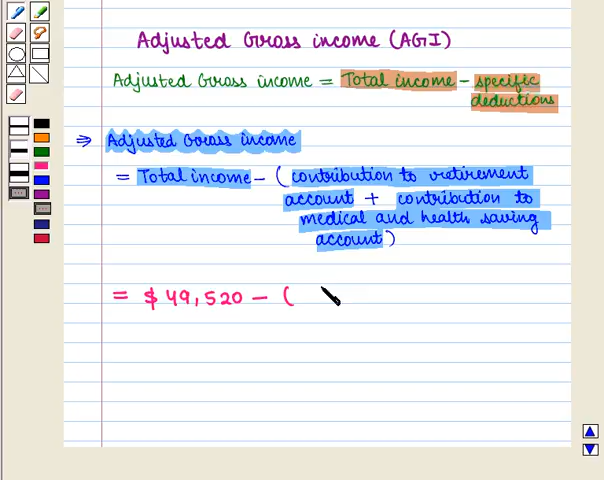 Adjusted Gross income (AGI)
Adjusted Gross income = Total income - specific
deductions
⇒ Adjusted Gross income
= Total income - (contribution to retirement
account + contribution to
medical and health saving
account)
= $49,520 - (